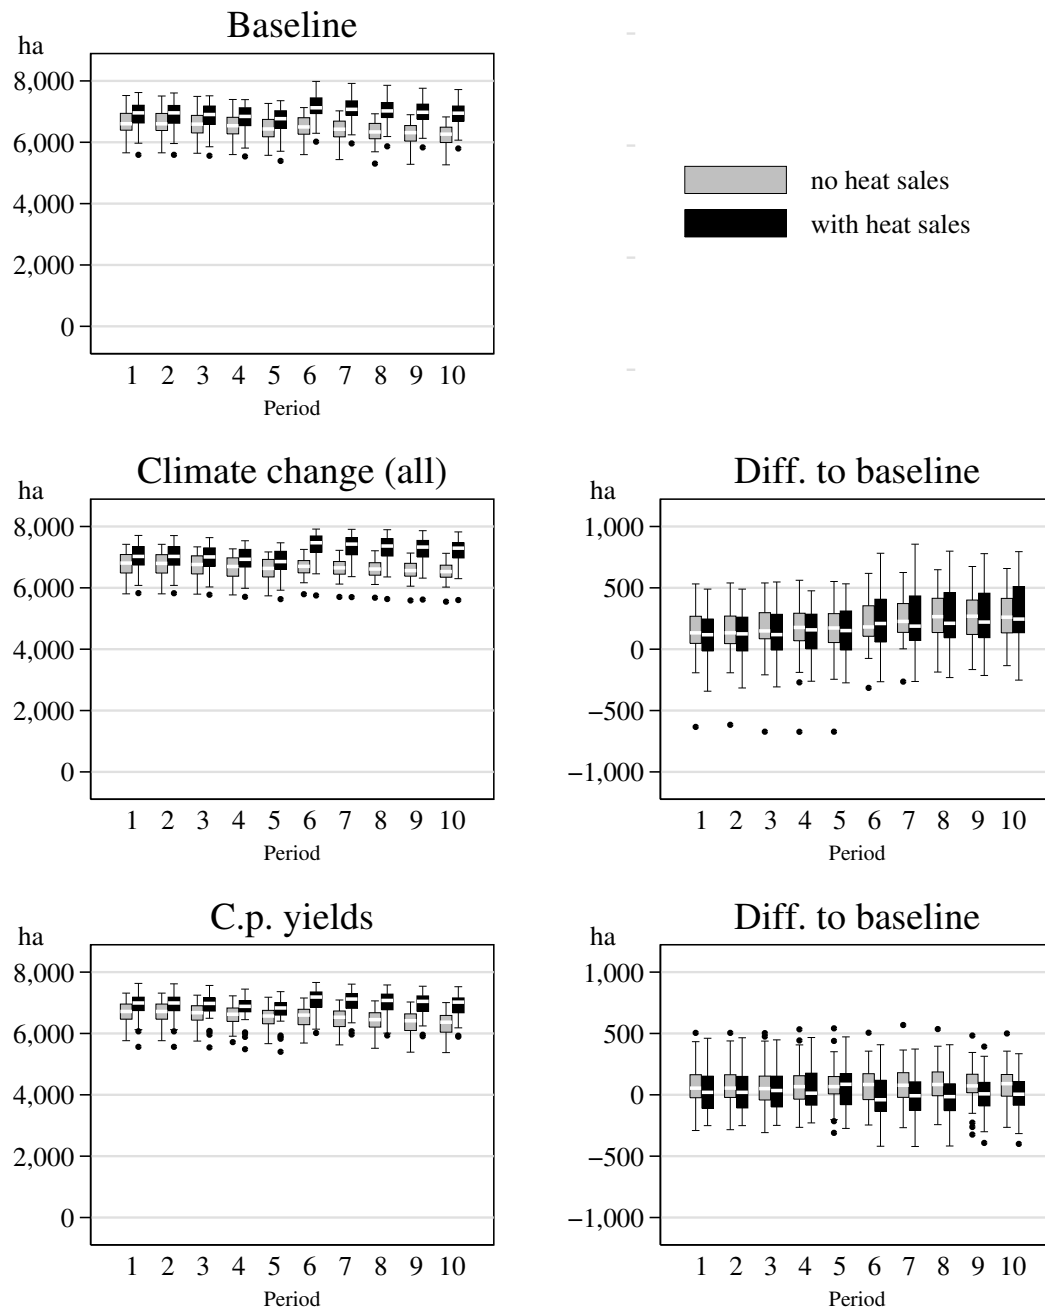 Baseline
ha
8,000
6,000
4,000
2,000
0
1 2 3 4 5 6 7 8 9 10
Period
no heat sales
with heat sales
Climate change (all)
ha
8,000
6,000
4,000
2,000
0
1 2 3 4 5 6 7 8 9 10
Period
Diff. to baseline
ha
1,000
500
0
−500
−1,000
1 2 3 4 5 6 7 8 9 10
Period
C.p. yields
ha
8,000
6,000
4,000
2,000
0
1 2 3 4 5 6 7 8 9 10
Period
Diff. to baseline
ha
1,000
500
0
−500
−1,000
1 2 3 4 5 6 7 8 9 10
Period